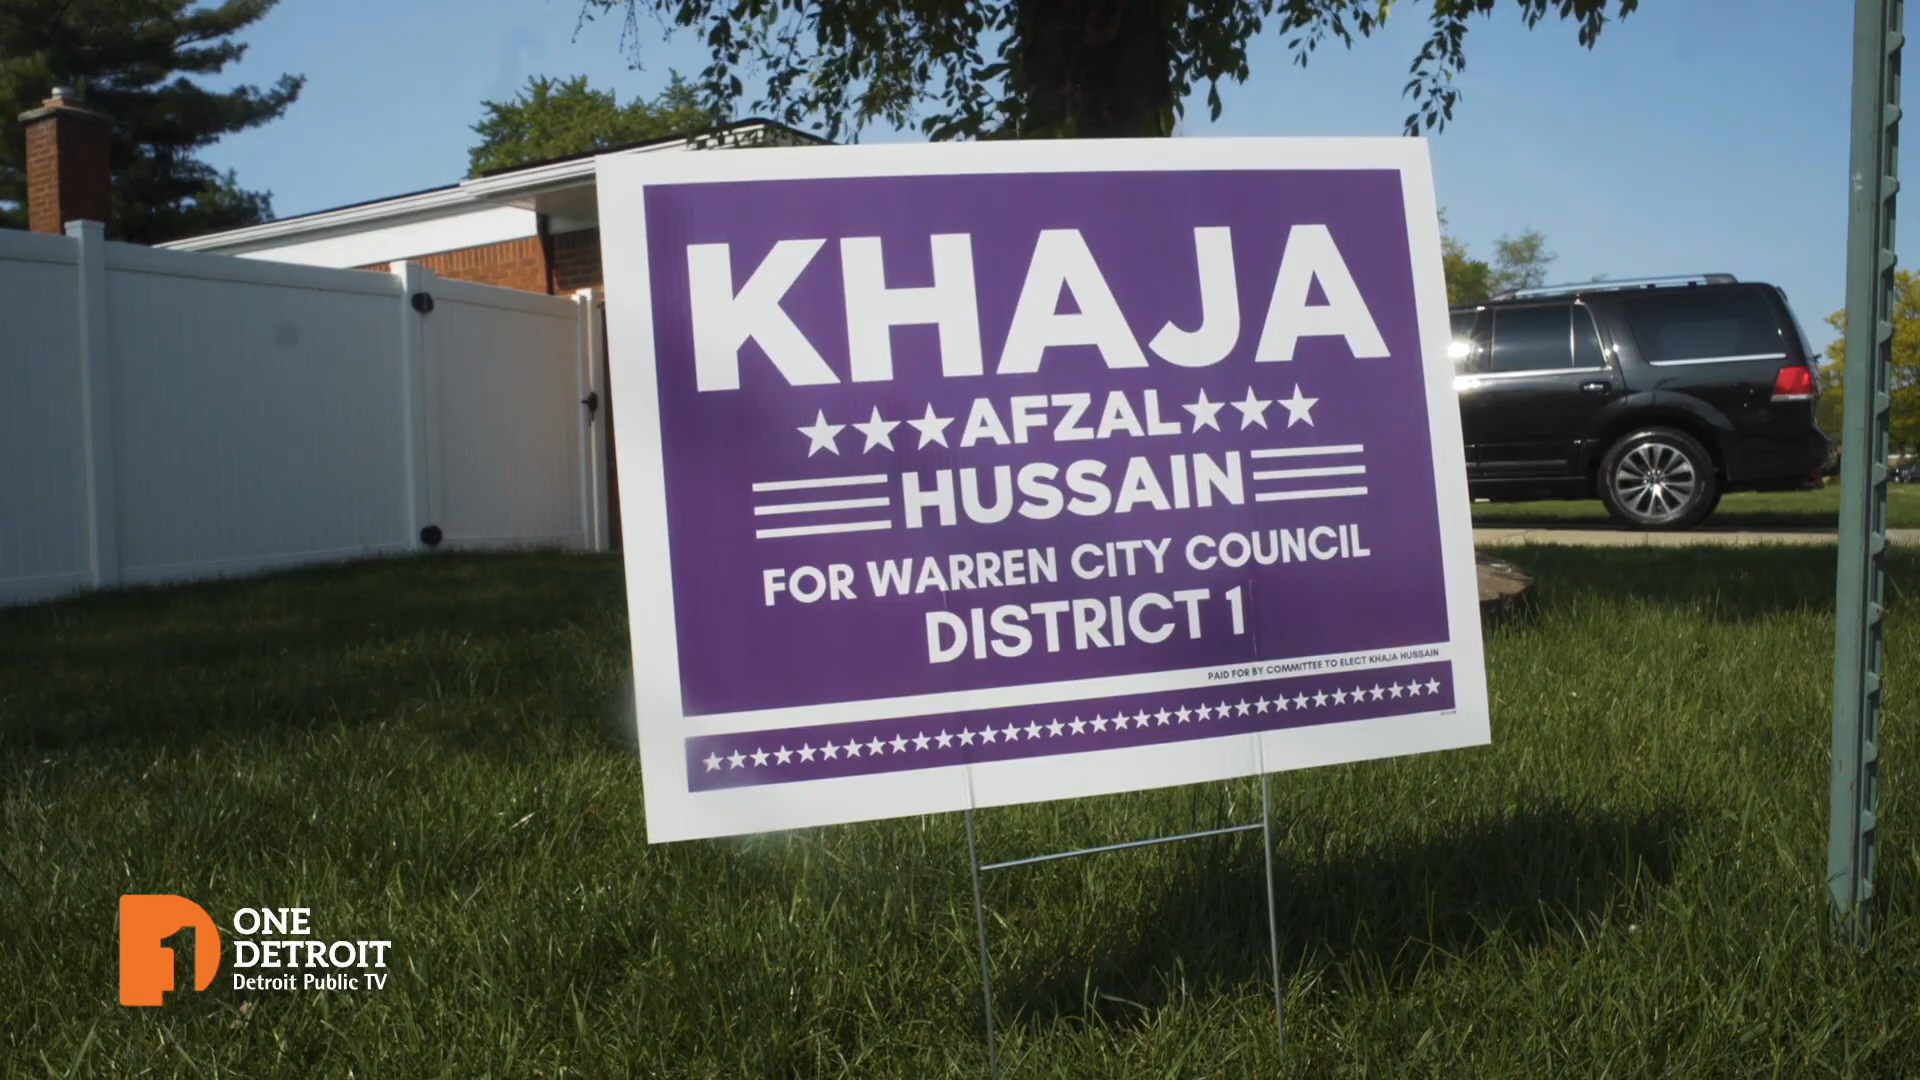 KHAJA
AFZAL
HUSSAIN
FOR WARREN CITY COUNCIL
DISTRICT 1
PAID FOR BY COMMITTEE TO ELECT KHAJA HUSSAIN
1
ONE
DETROIT
Detroit Public TV